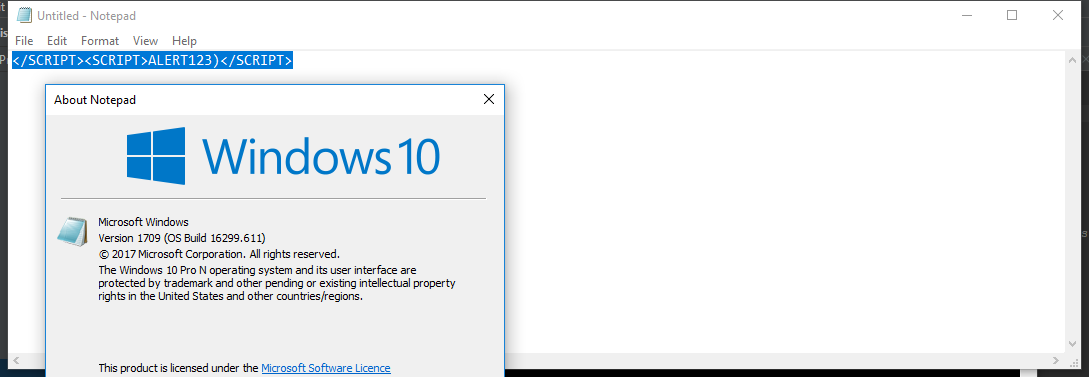 Untitled - Notepad
File Edit Format View Help
</SCRIPT><SCRIPT>ALERT123)</SCRIPT>
About Notepad
Windows 10
Microsoft Windows
Version 1709 (OS Build 16299.611)
© 2017 Microsoft Corporation. All rights reserved.
The Windows 10 Pro N operating system and its user interface are
protected by trademark and other pending or existing intellectual property
rights in the United States and other countries/regions.
This product is licensed under the Microsoft Software Licence